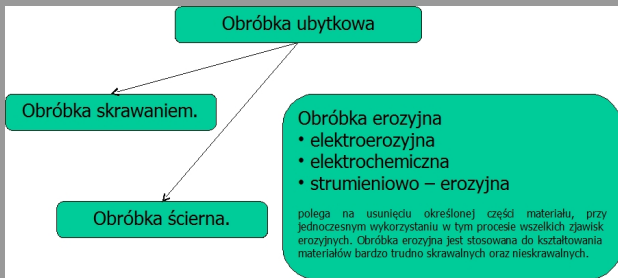 Obróbka ubytkowa
Obróbka skrawaniem.
Obróbka ścierna.
Obróbka erozyjna
• elektroerozyjna
• elektrochemiczna
• strumieniowo – erozyjna
polega na usunięciu określonej części materiału, przy
jednoczesnym wykorzystaniu w tym procesie wszelkich zjawisk
erozyjnych. Obróbka erozyjna jest stosowana do kształtowania
materiałów bardzo trudno skrawalnych oraz nieskrawalnych.